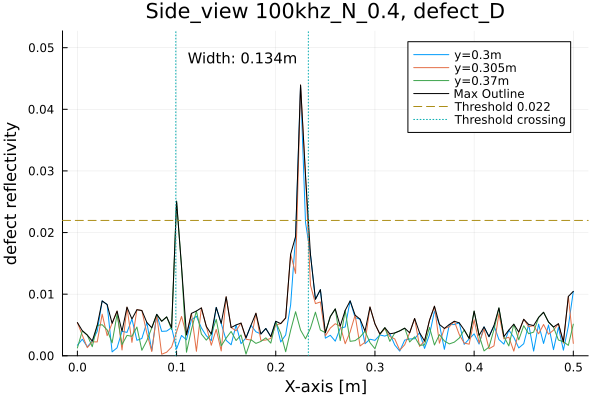 Side_view 100khz_N_0.4, defect_D
Width: 0.134m
y=0.3m
y=0.305m
y=0.37m
Max Outline
Threshold 0.022
Threshold crossing
defect reflectivity
0.05
0.04
0.03
0.02
0.01
0.00
0.0 0.1 0.2 0.3 0.4 0.5
X-axis [m]